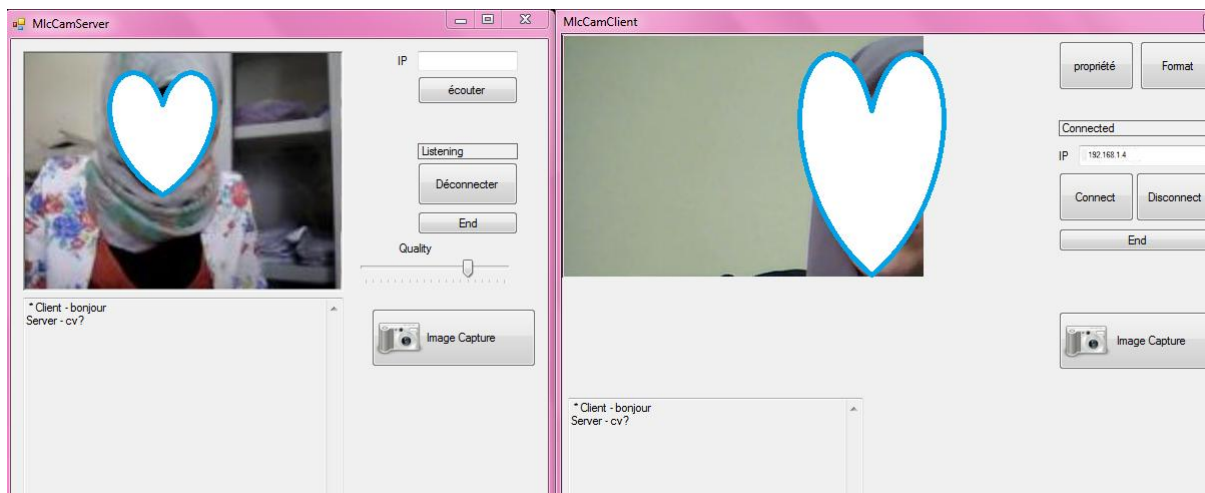 MlcCamServer
IP
écouter
Listening
Déconnecter
End
Quality
* Client - bonjour
Server - cv?
Image Capture
MlcCamClient
propriété
Format
Connected
IP 192.168.1.4
Connect
Disconnect
End
Image Capture
* Client - bonjour
Server - cv?